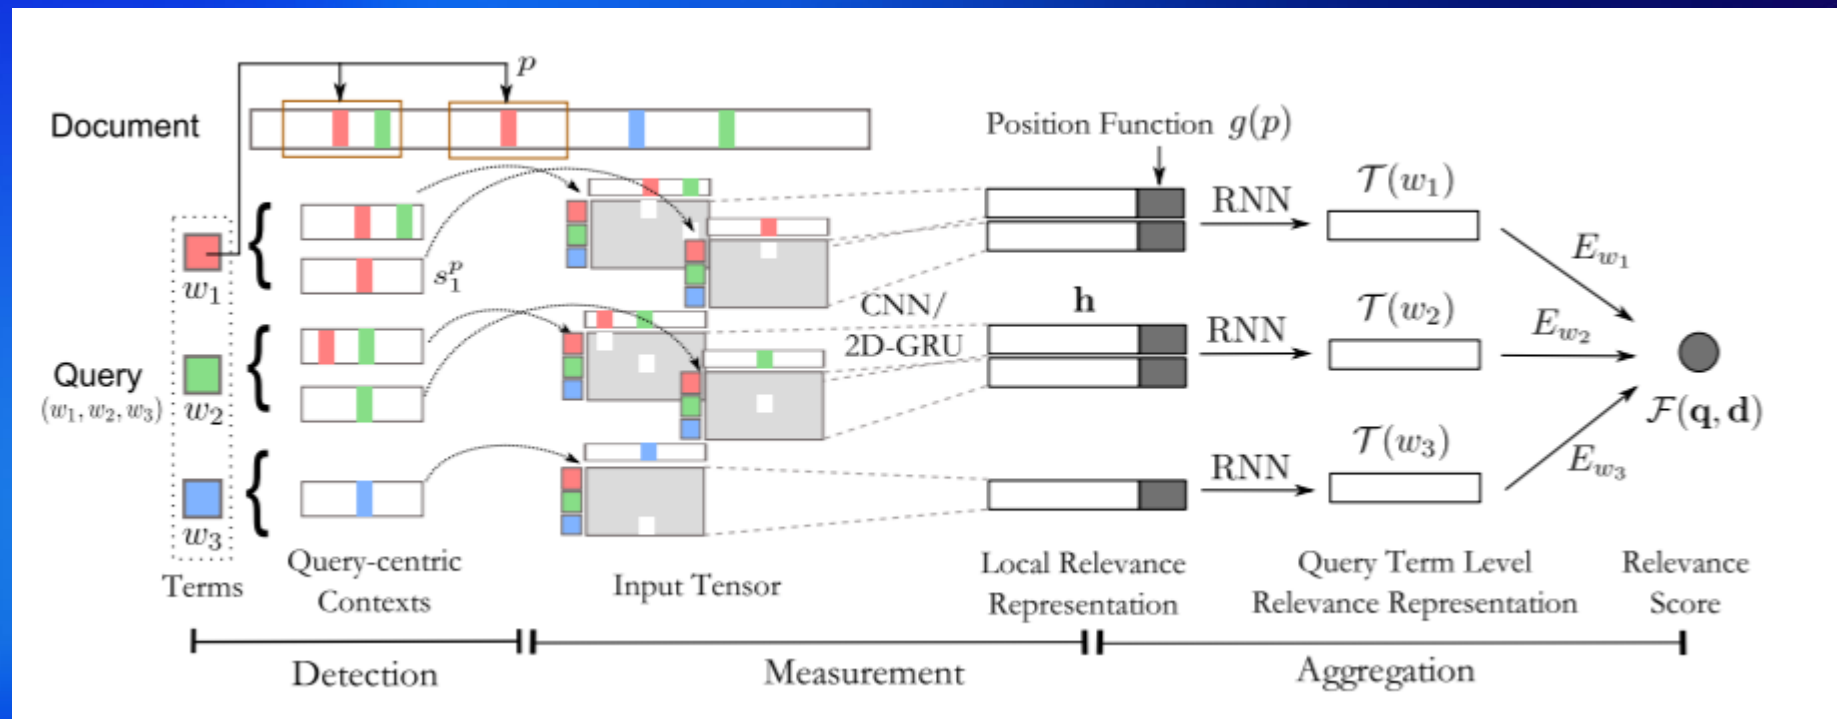 p
Document
Position Function g(p)
w₁
s₁ᵖ
RNN
𝒯(w₁)
E_{w₁}
Query
(w₁, w₂, w₃)
w₂
CNN/
2D-GRU
h
RNN
𝒯(w₂)
E_{w₂}
ℱ(q, d)
w₃
RNN
𝒯(w₃)
E_{w₃}
Terms
Query-centric
Contexts
Input Tensor
Local Relevance
Representation
Query Term Level
Relevance Representation
Relevance
Score
Detection
Measurement
Aggregation